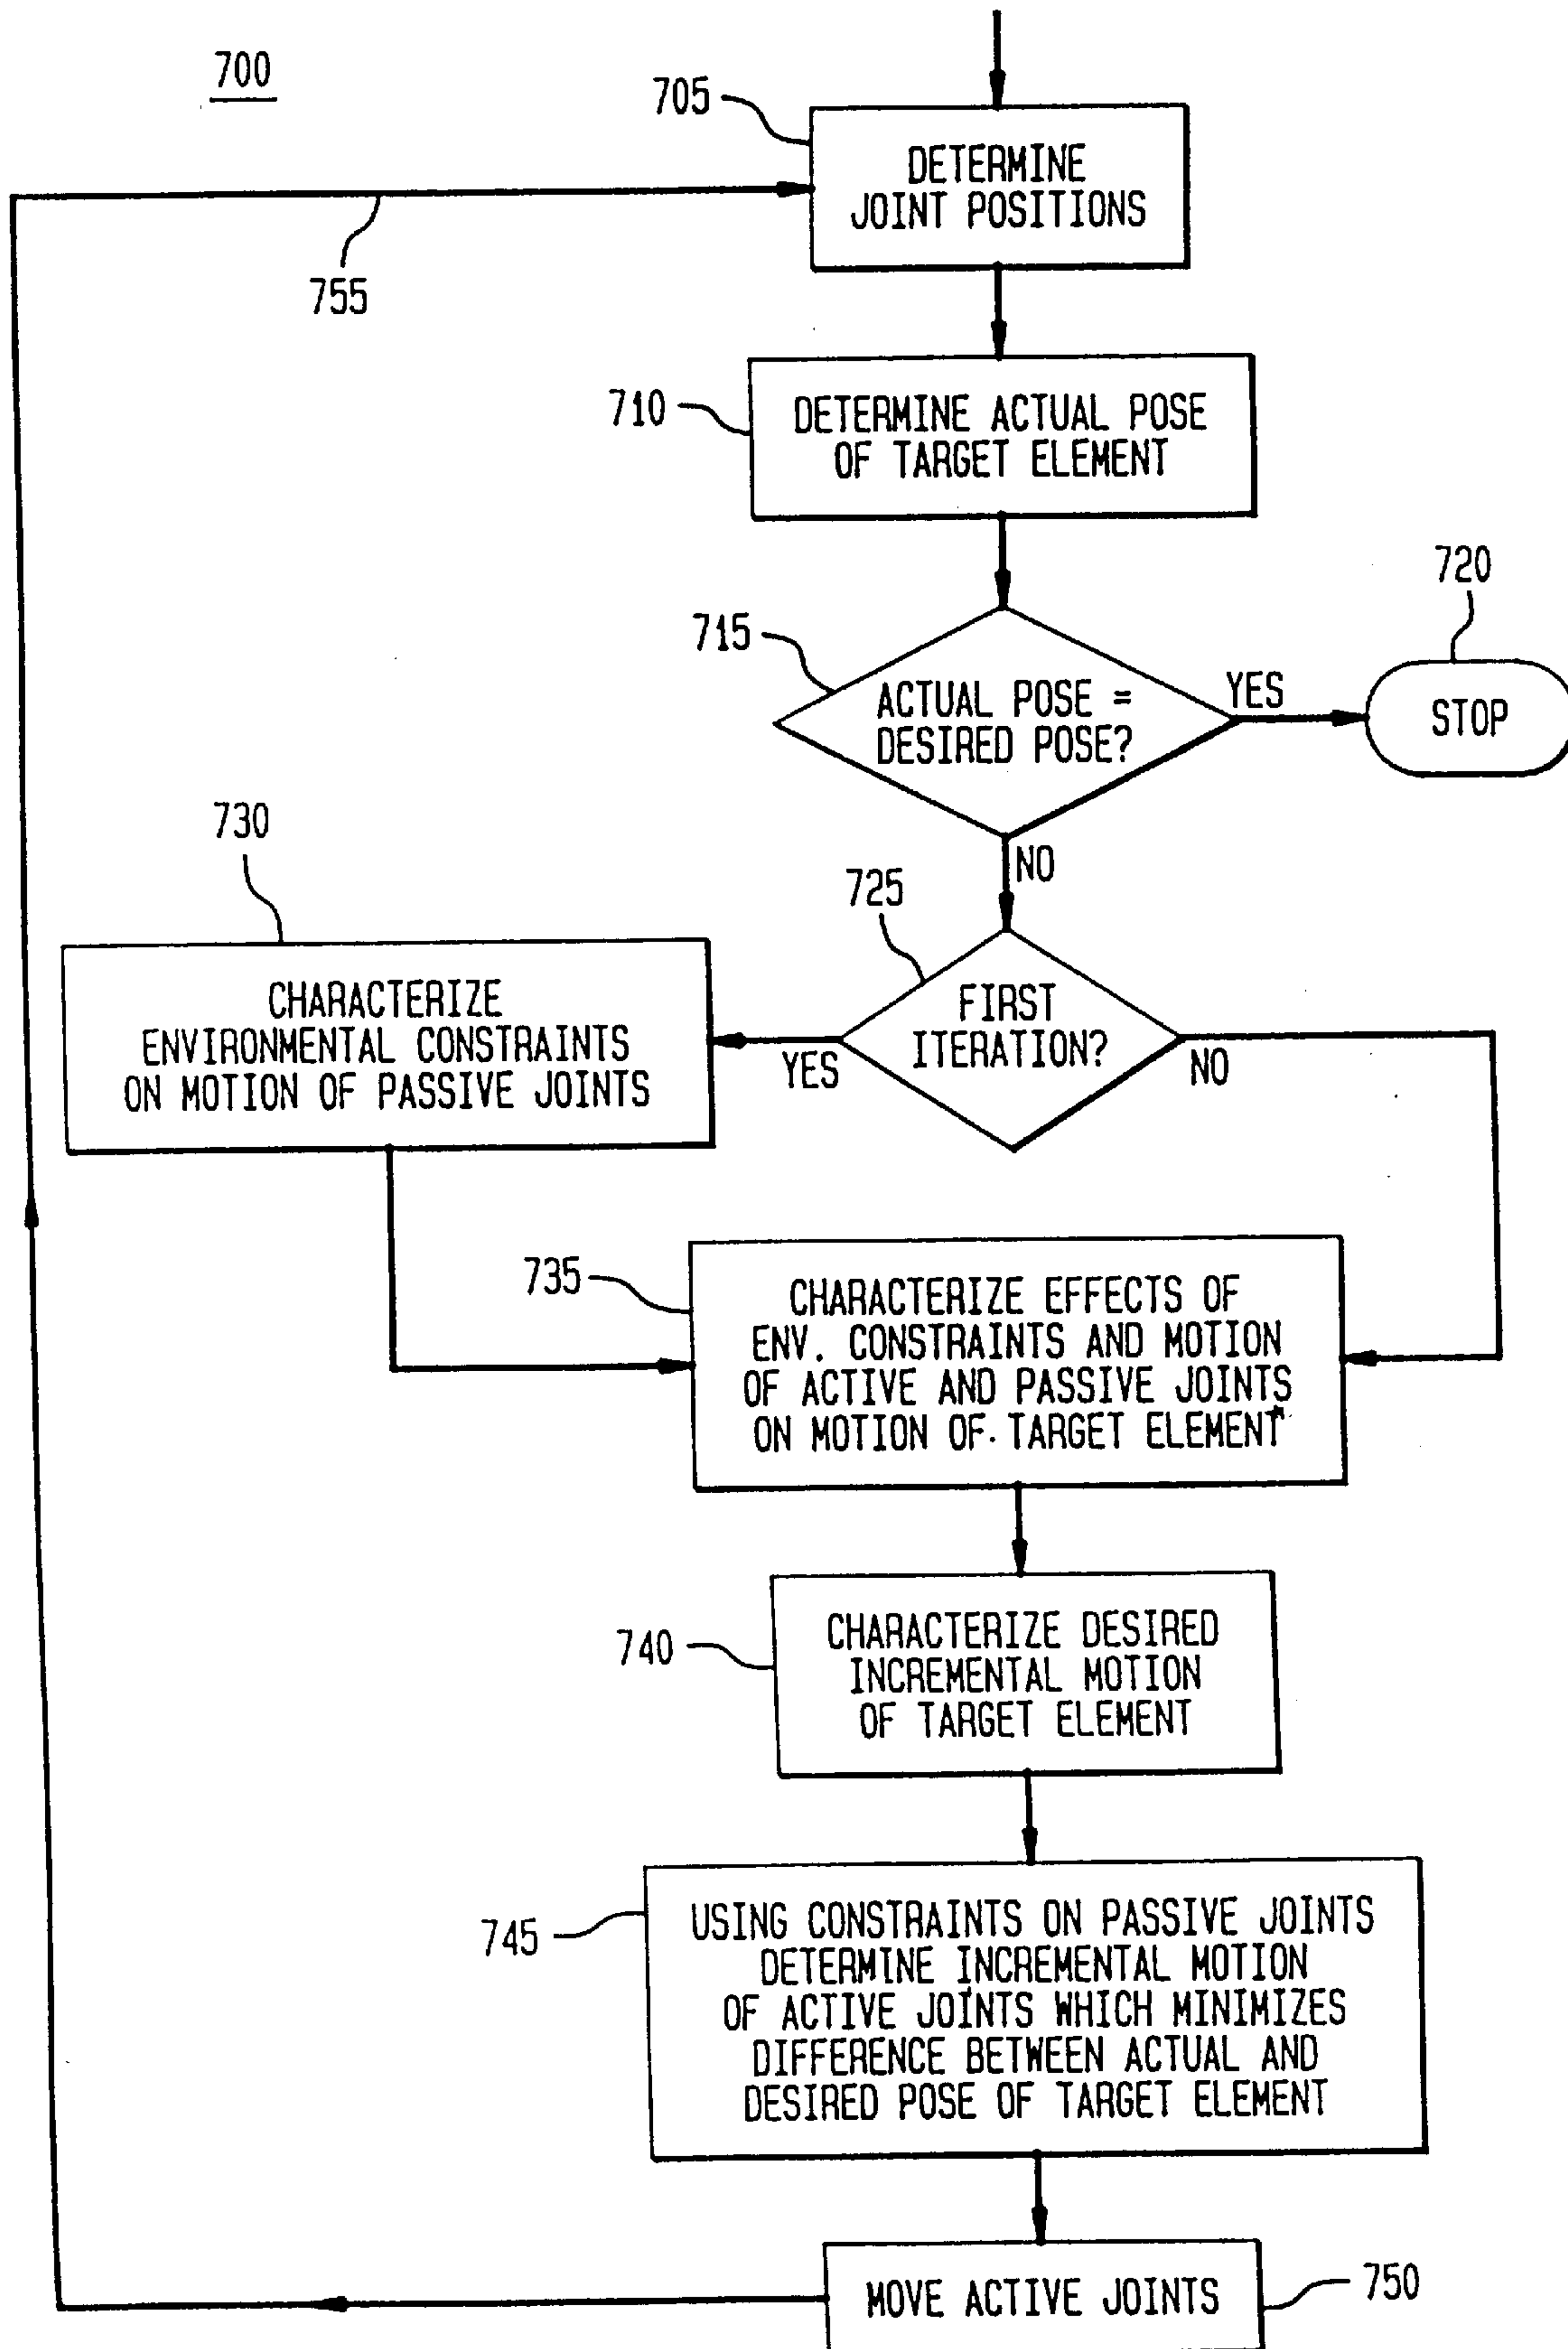 700
705
DETERMINE
JOINT POSITIONS
755
710
DETERMINE ACTUAL POSE
OF TARGET ELEMENT
720
715
ACTUAL POSE =
DESIRED POSE?
YES
STOP
NO
730
725
CHARACTERIZE
ENVIRONMENTAL CONSTRAINTS
ON MOTION OF PASSIVE JOINTS
FIRST
ITERATION?
YES
NO
735
CHARACTERIZE EFFECTS OF
ENV. CONSTRAINTS AND MOTION
OF ACTIVE AND PASSIVE JOINTS
ON MOTION OF TARGET ELEMENT
740
CHARACTERIZE DESIRED
INCREMENTAL MOTION
OF TARGET ELEMENT
745
USING CONSTRAINTS ON PASSIVE JOINTS
DETERMINE INCREMENTAL MOTION
OF ACTIVE JOINTS WHICH MINIMIZES
DIFFERENCE BETWEEN ACTUAL AND
DESIRED POSE OF TARGET ELEMENT
MOVE ACTIVE JOINTS
750